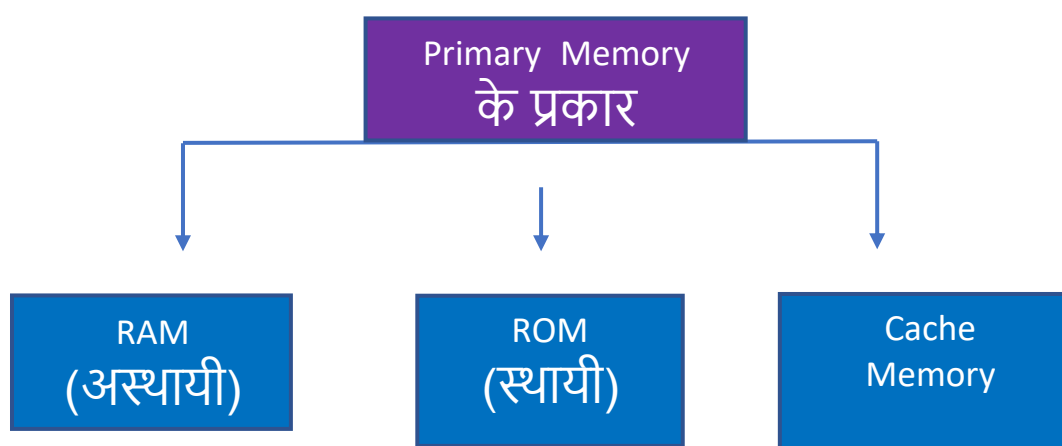 Primary Memory
के प्रकार
RAM
(अस्थायी)
ROM
(स्थायी)
Cache
Memory